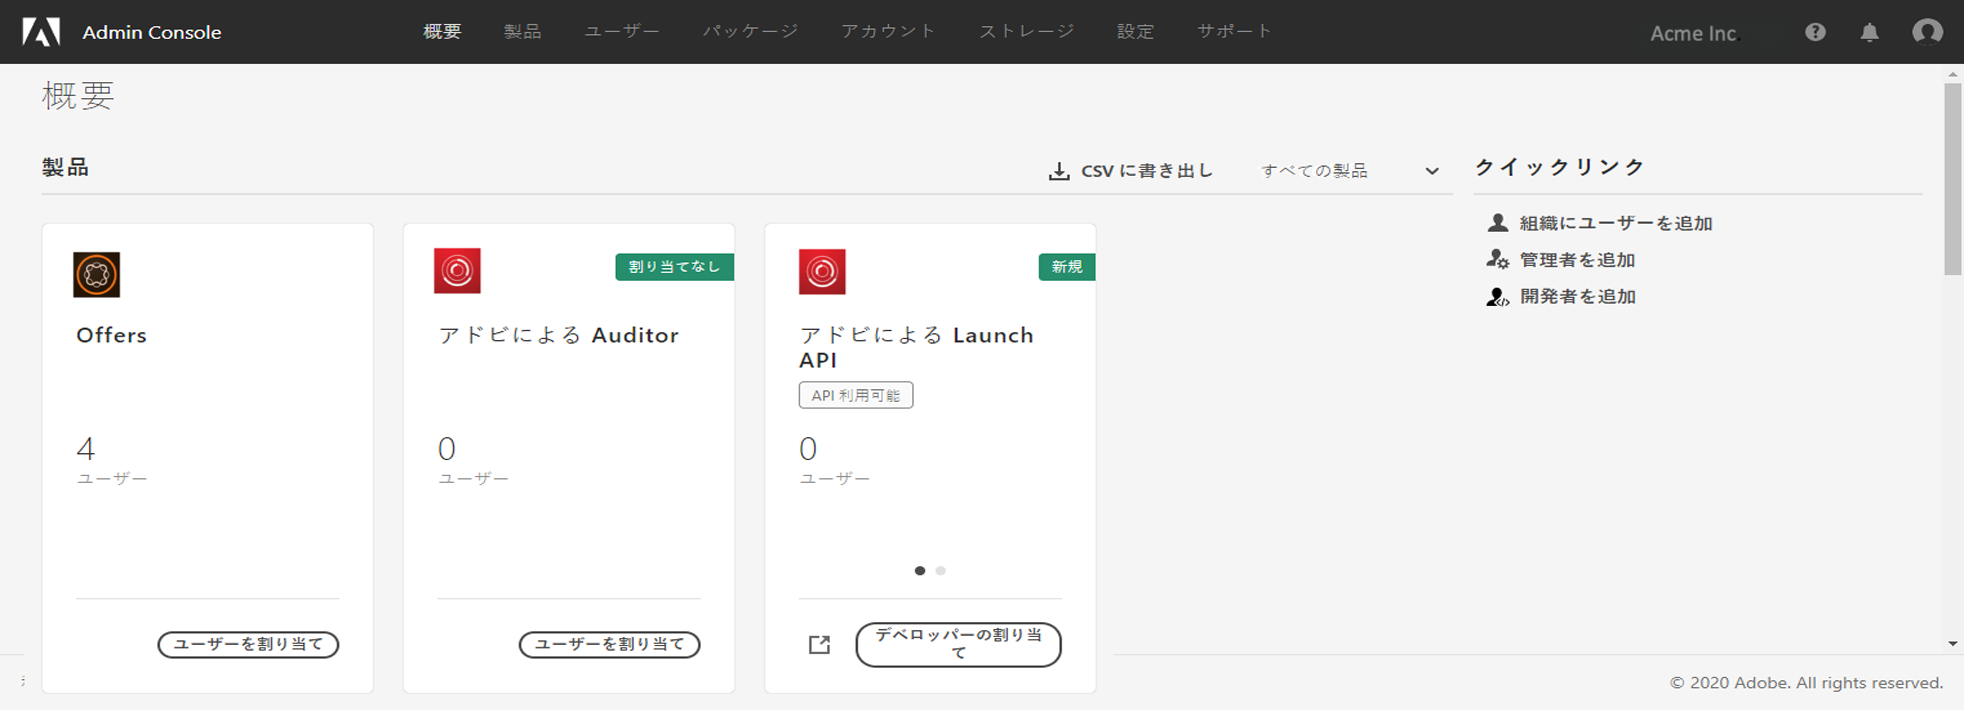 Admin Console 概要 製品 ユーザー パッケージ アカウント ストレージ 設定 サポート Acme Inc.
概要
製品 CSV に書き出し すべての製品
クイックリンク
組織にユーザーを追加
管理者を追加
開発者を追加
Offers
4
ユーザー
ユーザーを割り当て
割り当てなし
アドビによる Auditor
0
ユーザー
ユーザーを割り当て
新規
アドビによる Launch
API
API 利用可能
0
ユーザー
デベロッパーの割り当
て
© 2020 Adobe. All rights reserved.